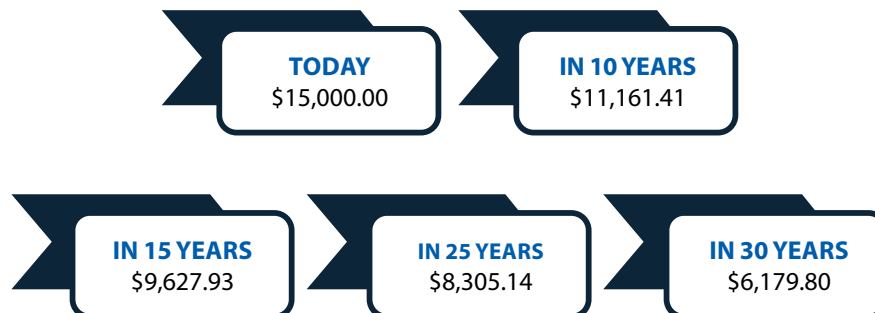 TODAY
$15,000.00
IN 10 YEARS
$11,161.41
IN 15 YEARS
$9,627.93
IN 25 YEARS
$8,305.14
IN 30 YEARS
$6,179.80